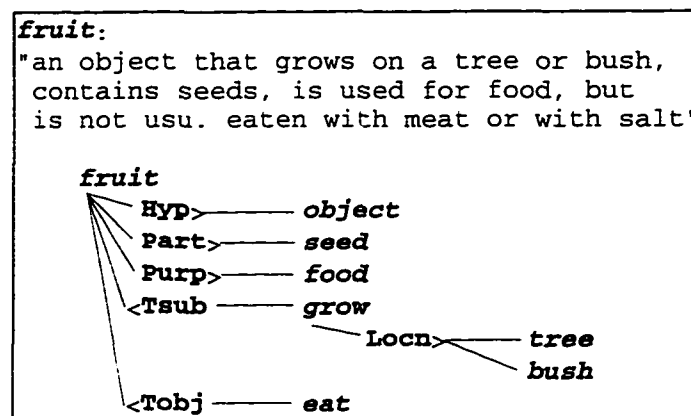 fruit:
"an object that grows on a tree or bush,
contains seeds, is used for food, but
is not usu. eaten with meat or with salt"
fruit
Hyp> object
Part> seed
Purp> food
<Tsub grow
Locn> tree
bush
<Tobj eat